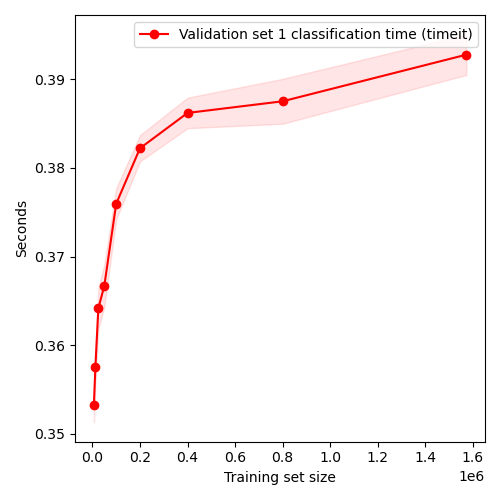 Validation set 1 classification time (timeit)
0.39
0.38
0.37
0.36
0.35
Seconds
0.0 0.2 0.4 0.6 0.8 1.0 1.2 1.4 1.6
1e6
Training set size